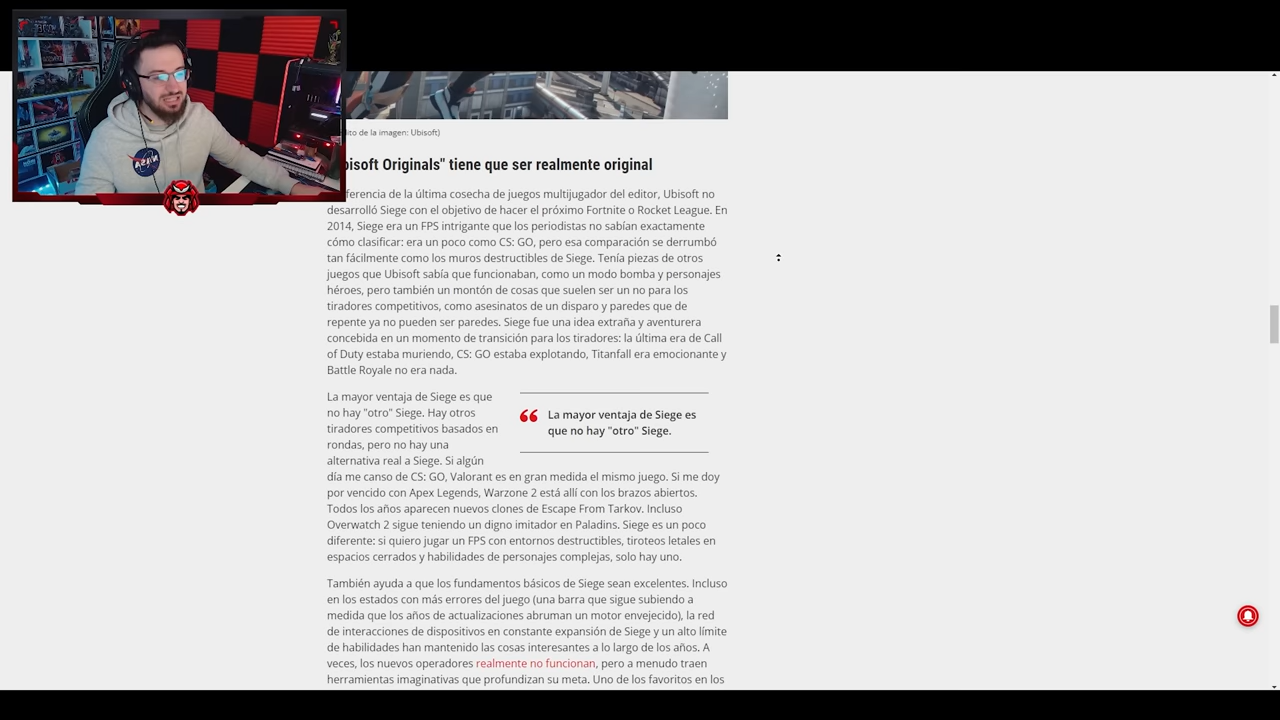 dito de la imagen: Ubisoft)
bisoft Originals" tiene que ser realmente original
ferencia de la última cosecha de juegos multijugador del editor, Ubisoft no
desarrolló Siege con el objetivo de hacer el próximo Fortnite o Rocket League. En
2014, Siege era un FPS intrigante que los periodistas no sabían exactamente
cómo clasificar: era un poco como CS: GO, pero esa comparación se derrumbó
tan fácilmente como los muros destructibles de Siege. Tenía piezas de otros
juegos que Ubisoft sabía que funcionaban, como un modo bomba y personajes
héroes, pero también un montón de cosas que suelen ser un no para los
tiradores competitivos, como asesinatos de un disparo y paredes que de
repente ya no pueden ser paredes. Siege fue una idea extraña y aventurera
concebida en un momento de transición para los tiradores: la última era de Call
of Duty estaba muriendo, CS: GO estaba explotando, Titanfall era emocionante y
Battle Royale no era nada.
La mayor ventaja de Siege es que
no hay "otro" Siege. Hay otros
tiradores competitivos basados en
rondas, pero no hay una
alternativa real a Siege. Si algún
La mayor ventaja de Siege es
que no hay "otro" Siege.
día me canso de CS: GO, Valorant es en gran medida el mismo juego. Si me doy
por vencido con Apex Legends, Warzone 2 está allí con los brazos abiertos.
Todos los años aparecen nuevos clones de Escape From Tarkov. Incluso
Overwatch 2 sigue teniendo un digno imitador en Paladins. Siege es un poco
diferente: si quiero jugar un FPS con entornos destructibles, tiroteos letales en
espacios cerrados y habilidades de personajes complejas, solo hay uno.
También ayuda a que los fundamentos básicos de Siege sean excelentes. Incluso
en los estados con más errores del juego (una barra que sigue subiendo a
medida que los años de actualizaciones abruman un motor envejecido), la red
de interacciones de dispositivos en constante expansión de Siege y un alto límite
de habilidades han mantenido las cosas interesantes a lo largo de los años. A
veces, los nuevos operadores realmente no funcionan, pero a menudo traen
herramientas imaginativas que profundizan su meta. Uno de los favoritos en los
NASA